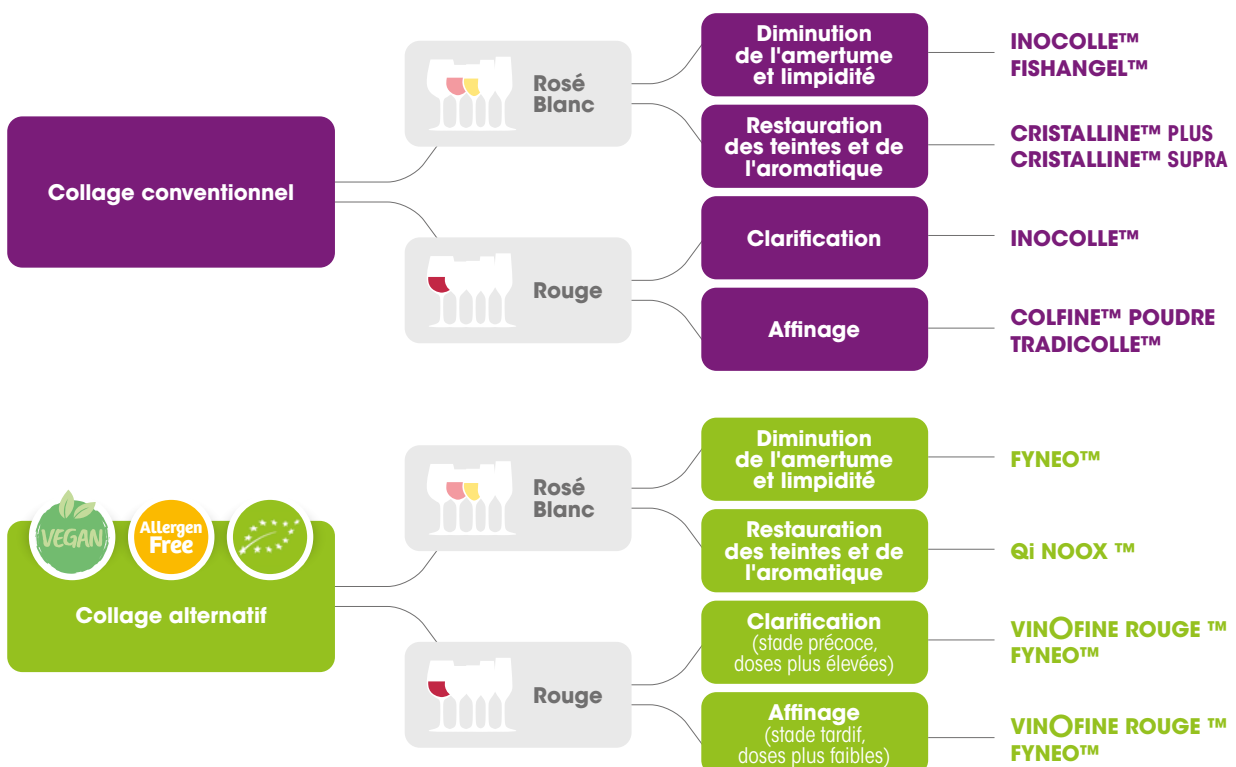 Collage conventionnel
Rosé
Blanc
Diminution
de l'amertume
et limpidité
INOCOLLE™
FISHANGEL™
Restauration
des teintes et de
l'aromatique
CRISTALLINE™ PLUS
CRISTALLINE™ SUPRA
Rouge
Clarification
INOCOLLE™
Affinage
COLFINE™ POUDRE
TRADICOLLE™
VEGAN
Allergen
Free
Collage alternatif
Rosé
Blanc
Diminution
de l'amertume
et limpidité
FYNEO™
Restauration
des teintes et de
l'aromatique
Qi NOOX ™
Rouge
Clarification
(stade précoce,
doses plus élevées)
VINOFINE ROUGE ™
FYNEO™
Affinage
(stade tardif,
doses plus faibles)
VINOFINE ROUGE ™
FYNEO™